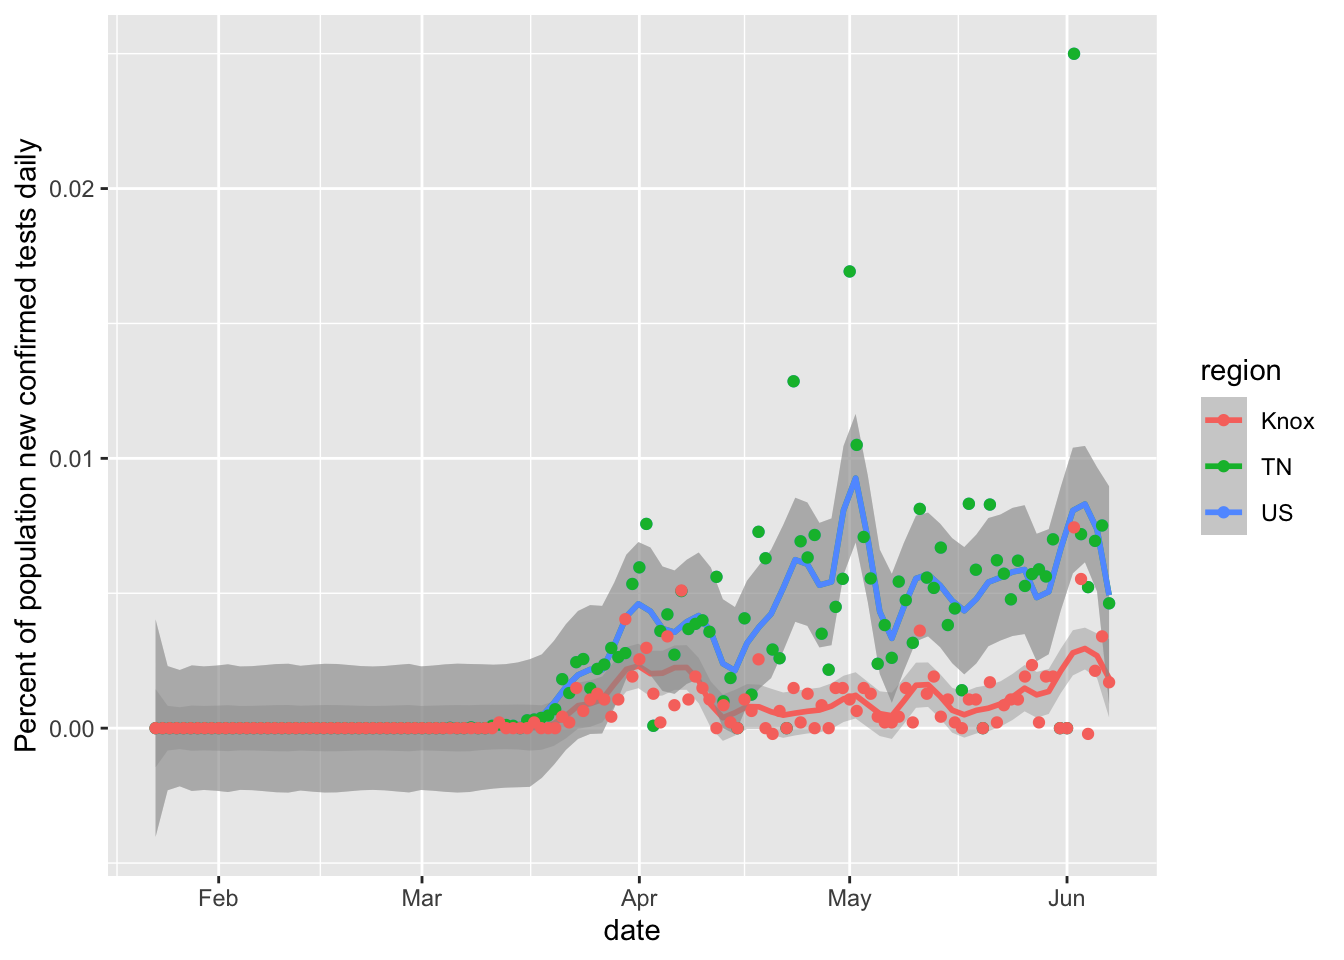 Percent of population new confirmed tests daily
0.02
0.01
0.00
Feb
Mar
Apr
May
Jun
date
region
Knox
TN
US